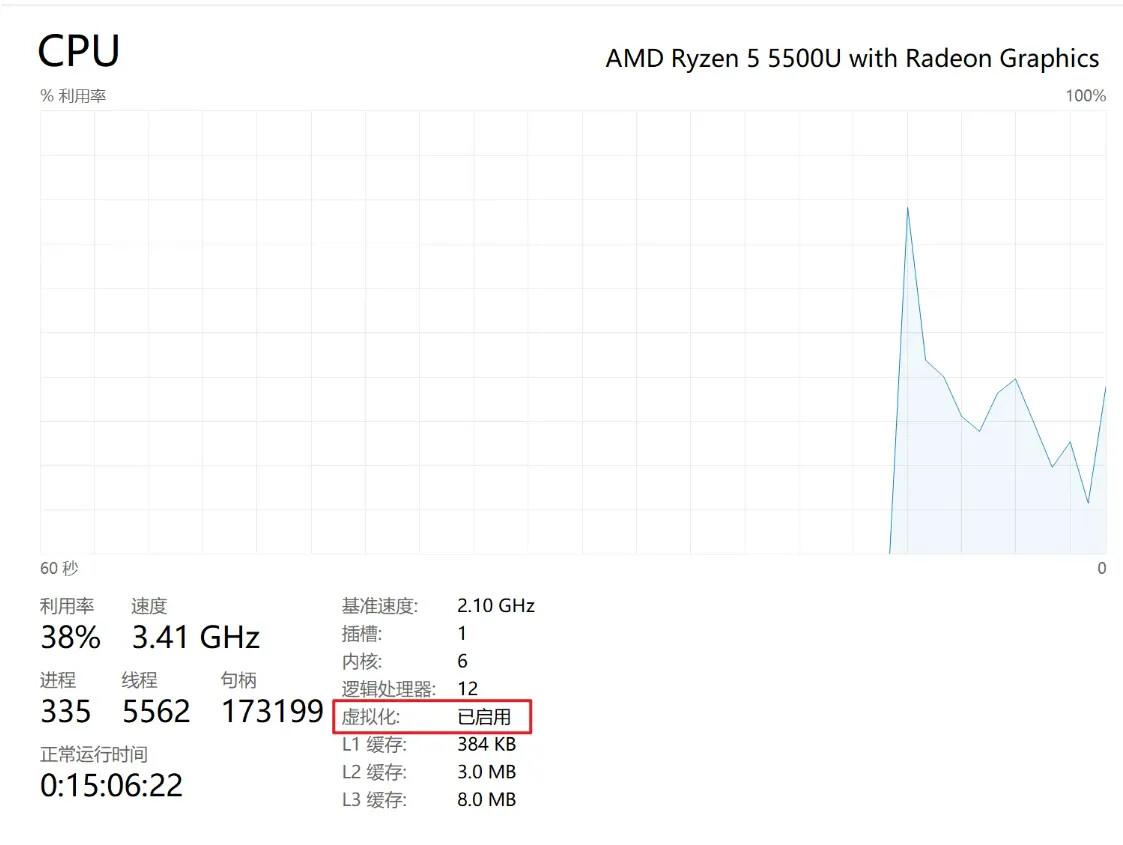 CPU
AMD Ryzen 5 5500U with Radeon Graphics
% 利用率
100%
60 秒
0
利用率 速度
38% 3.41 GHz
进程 线程 句柄
335 5562 173199
正常运行时间
0:15:06:22
基准速度: 2.10 GHz
插槽: 1
内核: 6
逻辑处理器: 12
虚拟化: 已启用
L1 缓存: 384 KB
L2 缓存: 3.0 MB
L3 缓存: 8.0 MB